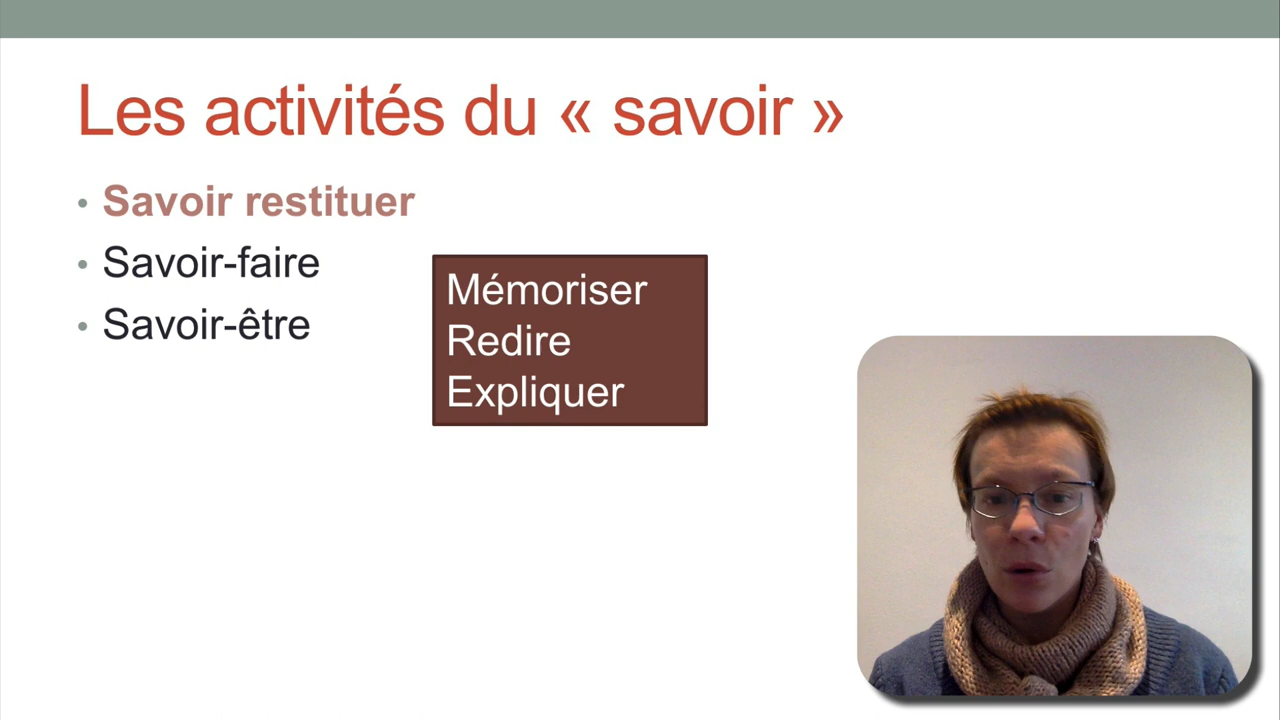 Les activités du « savoir »
• Savoir restituer
• Savoir-faire
• Savoir-être
Mémoriser
Redire
Expliquer